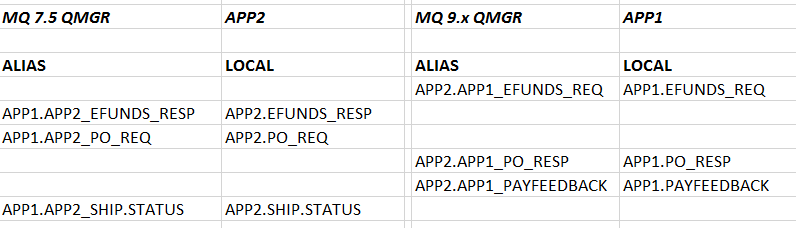 MQ 7.5 QMGR APP2 MQ 9.x QMGR APP1
ALIAS LOCAL ALIAS LOCAL
APP2.APP1_EFUNDS_REQ APP1.EFUNDS_REQ
APP1.APP2_EFUNDS_RESP APP2.EFUNDS_RESP
APP1.APP2_PO_REQ APP2.PO_REQ
APP2.APP1_PO_RESP APP1.PO_RESP
APP2.APP1_PAYFEEDBACK APP1.PAYFEEDBACK
APP1.APP2_SHIP.STATUS APP2.SHIP.STATUS